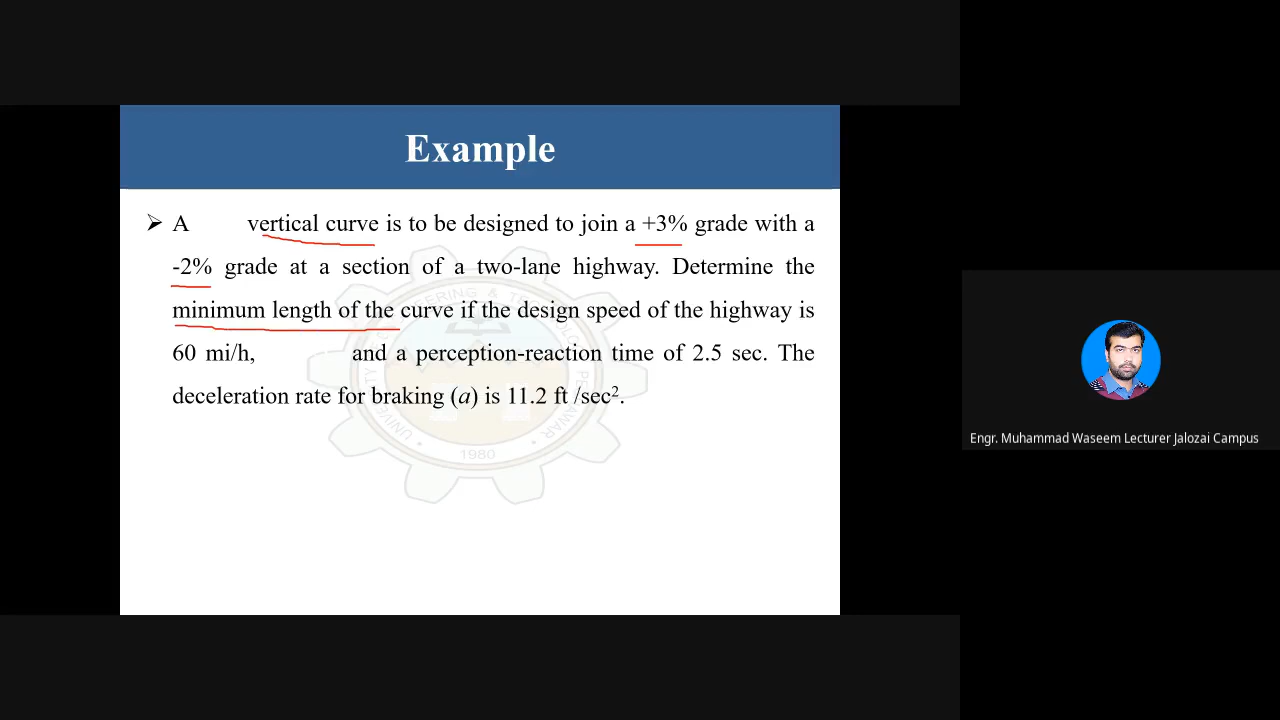 Example
➢ A vertical curve is to be designed to join a +3% grade with a
-2% grade at a section of a two-lane highway. Determine the
minimum length of the curve if the design speed of the highway is
60 mi/h, and a perception-reaction time of 2.5 sec. The
deceleration rate for braking (a) is 11.2 ft /sec².
1980
Engr. Muhammad Waseem Lecturer Jalozai Campus